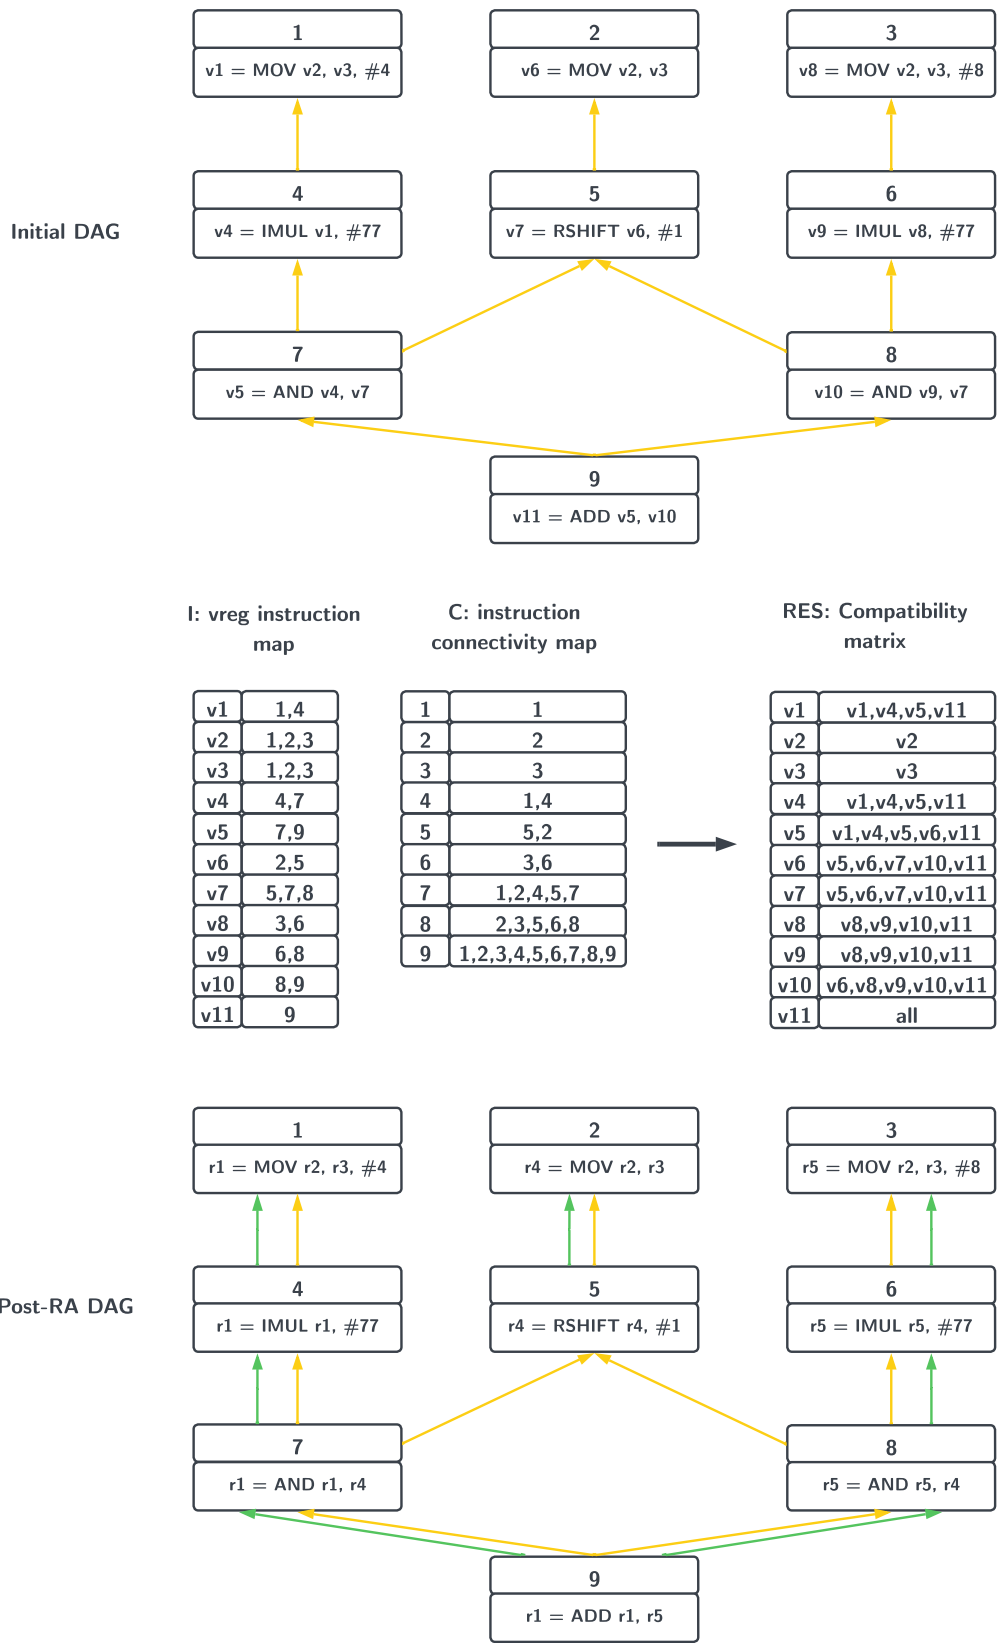 1
v1 = MOV v2, v3, #4
2
v6 = MOV v2, v3
3
v8 = MOV v2, v3, #8
Initial DAG
4
v4 = IMUL v1, #77
5
v7 = RSHIFT v6, #1
6
v9 = IMUL v8, #77
7
v5 = AND v4, v7
8
v10 = AND v9, v7
9
v11 = ADD v5, v10
I: vreg instruction
map
C: instruction
connectivity map
RES: Compatibility
matrix
v1 1,4
v2 1,2,3
v3 1,2,3
v4 4,7
v5 7,9
v6 2,5
v7 5,7,8
v8 3,6
v9 6,8
v10 8,9
v11 9
1 1
2 2
3 3
4 1,4
5 5,2
6 3,6
7 1,2,4,5,7
8 2,3,5,6,8
9 1,2,3,4,5,6,7,8,9
v1 v1,v4,v5,v11
v2 v2
v3 v3
v4 v1,v4,v5,v11
v5 v1,v4,v5,v6,v11
v6 v5,v6,v7,v10,v11
v7 v5,v6,v7,v10,v11
v8 v8,v9,v10,v11
v9 v8,v9,v10,v11
v10 v6,v8,v9,v10,v11
v11 all
1
r1 = MOV r2, r3, #4
2
r4 = MOV r2, r3
3
r5 = MOV r2, r3, #8
Post-RA DAG
4
r1 = IMUL r1, #77
5
r4 = RSHIFT r4, #1
6
r5 = IMUL r5, #77
7
r1 = AND r1, r4
8
r5 = AND r5, r4
9
r1 = ADD r1, r5